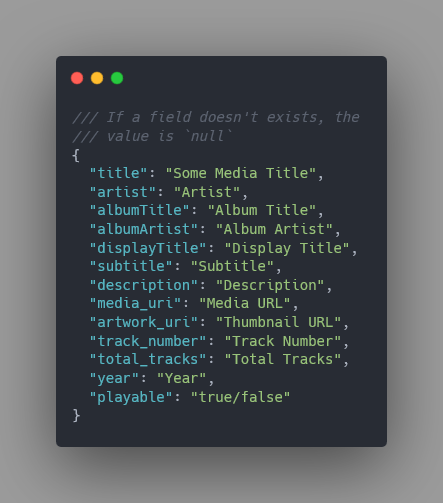 /// If a field doesn't exists, the
/// value is `null`
{
  "title": "Some Media Title",
  "artist": "Artist",
  "albumTitle": "Album Title",
  "albumArtist": "Album Artist",
  "displayTitle": "Display Title",
  "subtitle": "Subtitle",
  "description": "Description",
  "media_uri": "Media URL",
  "artwork_uri": "Thumbnail URL",
  "track_number": "Track Number",
  "total_tracks": "Total Tracks",
  "year": "Year",
  "playable": "true/false"
}